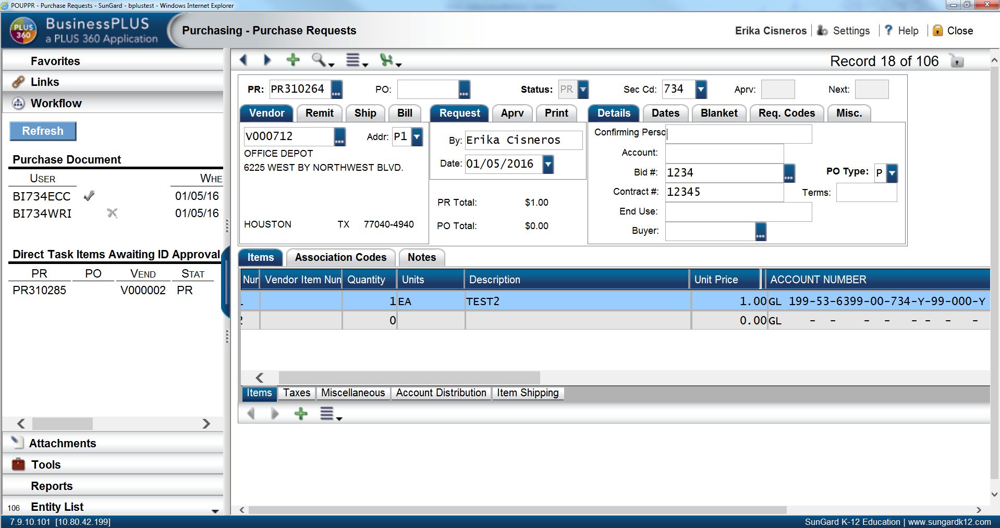 POUPPR - Purchase Requests - SunGard - bplustest - Windows Internet Explorer
PLUS 360
BusinessPLUS
a PLUS 360 Application
Purchasing - Purchase Requests
Erika Cisneros Settings ? Help Close
Favorites
Links
Workflow
Refresh
Purchase Document
USER WHE
BI734ECC 01/05/16
BI734WRI 01/05/16
Direct Task Items Awaiting ID Approval
PR PO VEND STAT
PR310285 V000002 PR
Attachments
Tools
Reports
106 Entity List
Record 18 of 106
PR: PR310264 ... PO: ... Status: PR Sec Cd: 734 Aprv: Next:
Vendor Remit Ship Bill
V000712 ... Addr: P1
OFFICE DEPOT
6225 WEST BY NORTHWEST BLVD.
HOUSTON TX 77040-4940
Request Aprv Print
By: Erika Cisneros
Date: 01/05/2016
PR Total: $1.00
PO Total: $0.00
Details Dates Blanket Req. Codes Misc.
Confirming Perso
Account:
Bid #: 1234 ... PO Type: P
Contract #: 12345 Terms:
End Use:
Buyer: ...
Items Association Codes Notes
Nur Vendor Item Nun Quantity Units Description Unit Price ACCOUNT NUMBER
1 EA TEST2 1.00 GL 199-53-6399-00-734-Y-99-000-Y
2 0 0.00 GL - - - - - - - -
Items Taxes Miscellaneous Account Distribution Item Shipping
7.9.10.101 [10.80.42.199]
SunGard K-12 Education | www.sungardk12.com